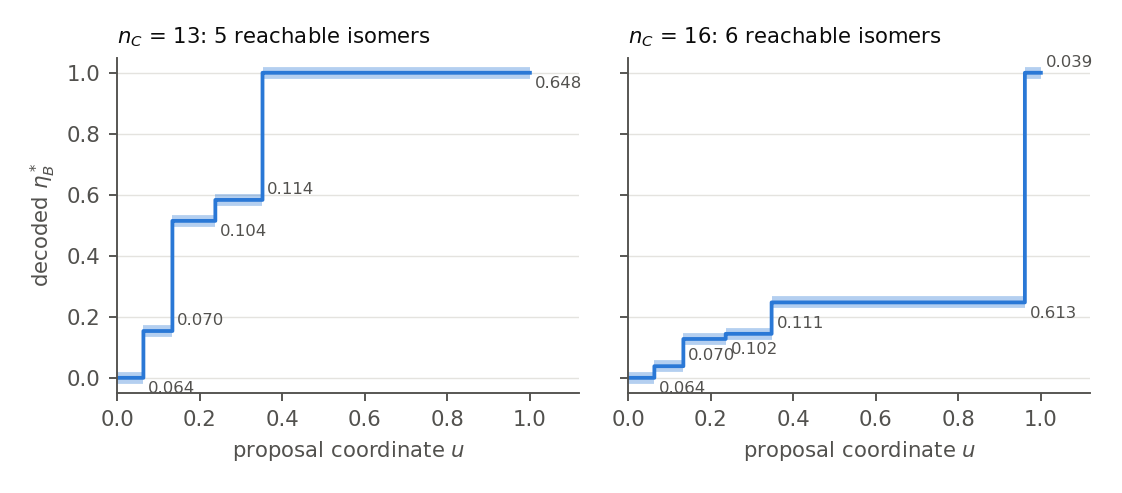 n_C = 13: 5 reachable isomers
n_C = 16: 6 reachable isomers
decoded η*_B
1.0
0.8
0.6
0.4
0.2
0.0
0.648
0.114
0.104
0.070
0.064
0.039
0.613
0.111
0.102
0.070
0.064
0.0 0.2 0.4 0.6 0.8 1.0
0.0 0.2 0.4 0.6 0.8 1.0
proposal coordinate u
proposal coordinate u